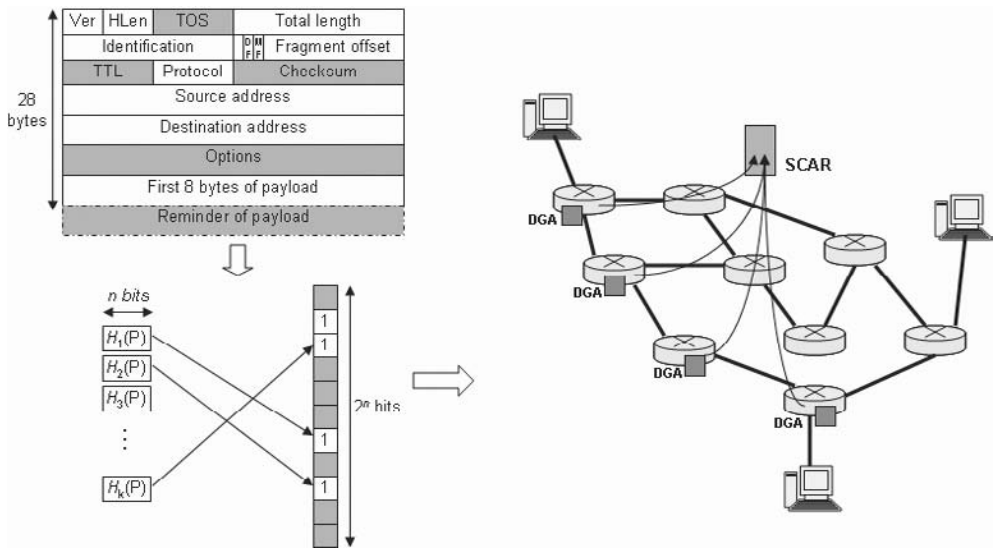 Ver HLen TOS Total length
Identification D F M F Fragment offset
TTL Protocol Checksum
Source address
Destination address
Options
First 8 bytes of payload
Reminder of payload
28
bytes
n bits
H1(P)
H2(P)
H3(P)
⋮
Hk(P)
1
1
1
1
2^n bits
SCAR
DGA
DGA
DGA
DGA